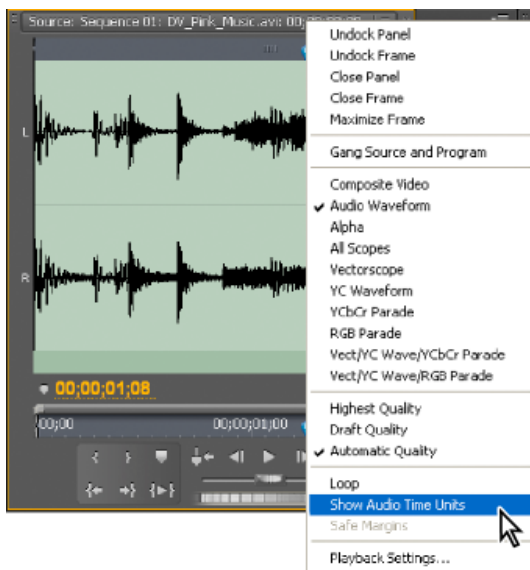 Source: Sequence 01: DV_Pink_Music.avi: 00;00;00;00
Undock Panel
Undock Frame
Close Panel
Close Frame
Maximize Frame
Gang Source and Program
Composite Video
Audio Waveform
Alpha
All Scopes
Vectorscope
YC Waveform
YCbCr Parade
RGB Parade
Vect/YC Wave/YCbCr Parade
Vect/YC Wave/RGB Parade
Highest Quality
Draft Quality
Automatic Quality
Loop
Show Audio Time Units
Safe Margins
Playback Settings...
L
R
00;00;01;08
00;00
00;00;01;00